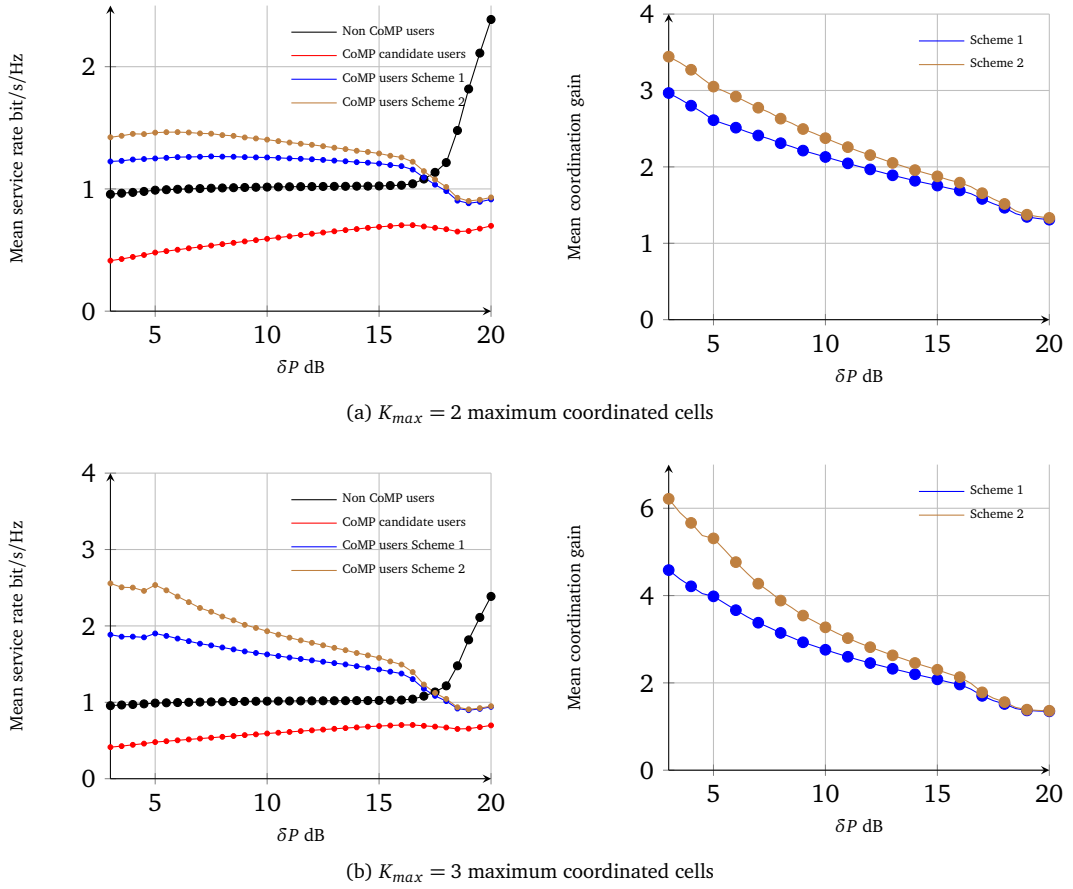 Mean service rate bit/s/Hz
2
1
0
5
10
15
20
δP dB
Non CoMP users
CoMP candidate users
CoMP users Scheme 1
CoMP users Scheme 2
Mean coordination gain
4
3
2
1
0
5
10
15
20
δP dB
Scheme 1
Scheme 2
(a) K_max = 2 maximum coordinated cells
Mean service rate bit/s/Hz
4
3
2
1
0
5
10
15
20
δP dB
Non CoMP users
CoMP candidate users
CoMP users Scheme 1
CoMP users Scheme 2
Mean coordination gain
6
4
2
0
5
10
15
20
δP dB
Scheme 1
Scheme 2
(b) K_max = 3 maximum coordinated cells